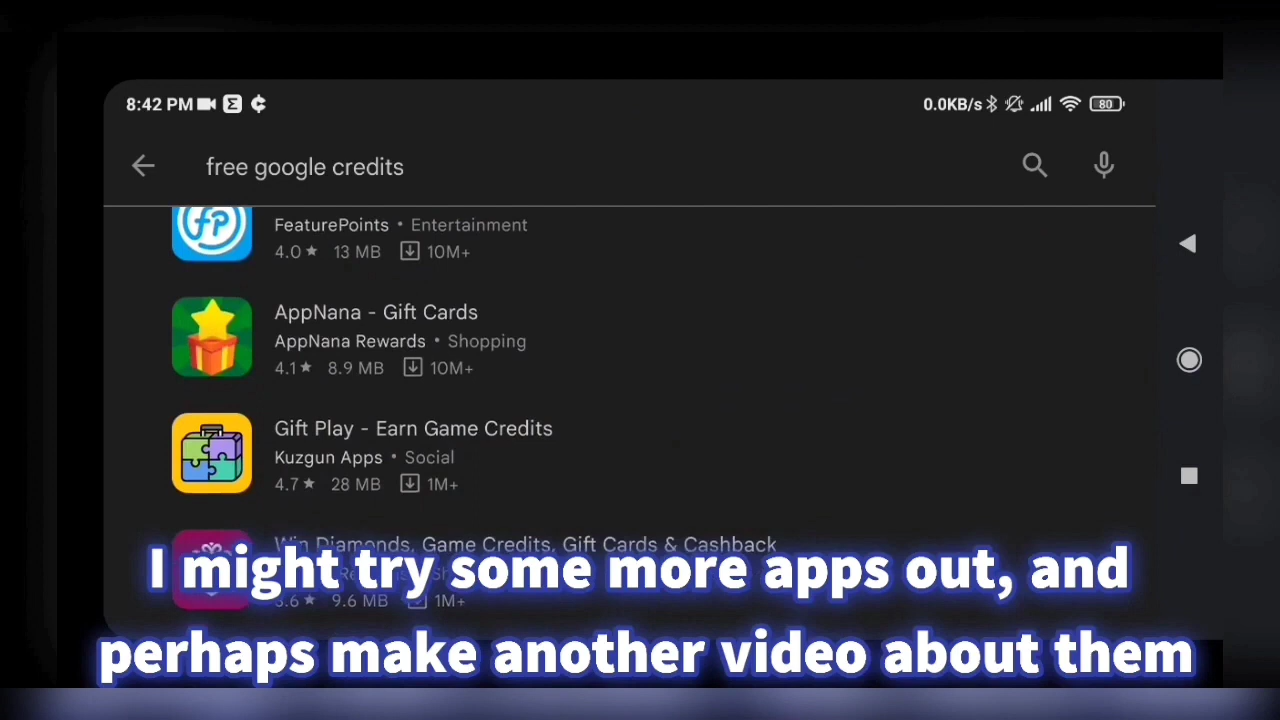 8:42 PM
0.0KB/s 80
free google credits
fp
FeaturePoints • Entertainment
4.0★ 13 MB 10M+
AppNana - Gift Cards
AppNana Rewards • Shopping
4.1★ 8.9 MB 10M+
Gift Play - Earn Game Credits
Kuzgun Apps • Social
4.7★ 28 MB 1M+
Win Diamonds, Game Credits, Gift Cards & Cashback
3.6★ 9.6 MB 1M+
I might try some more apps out, and
perhaps make another video about them